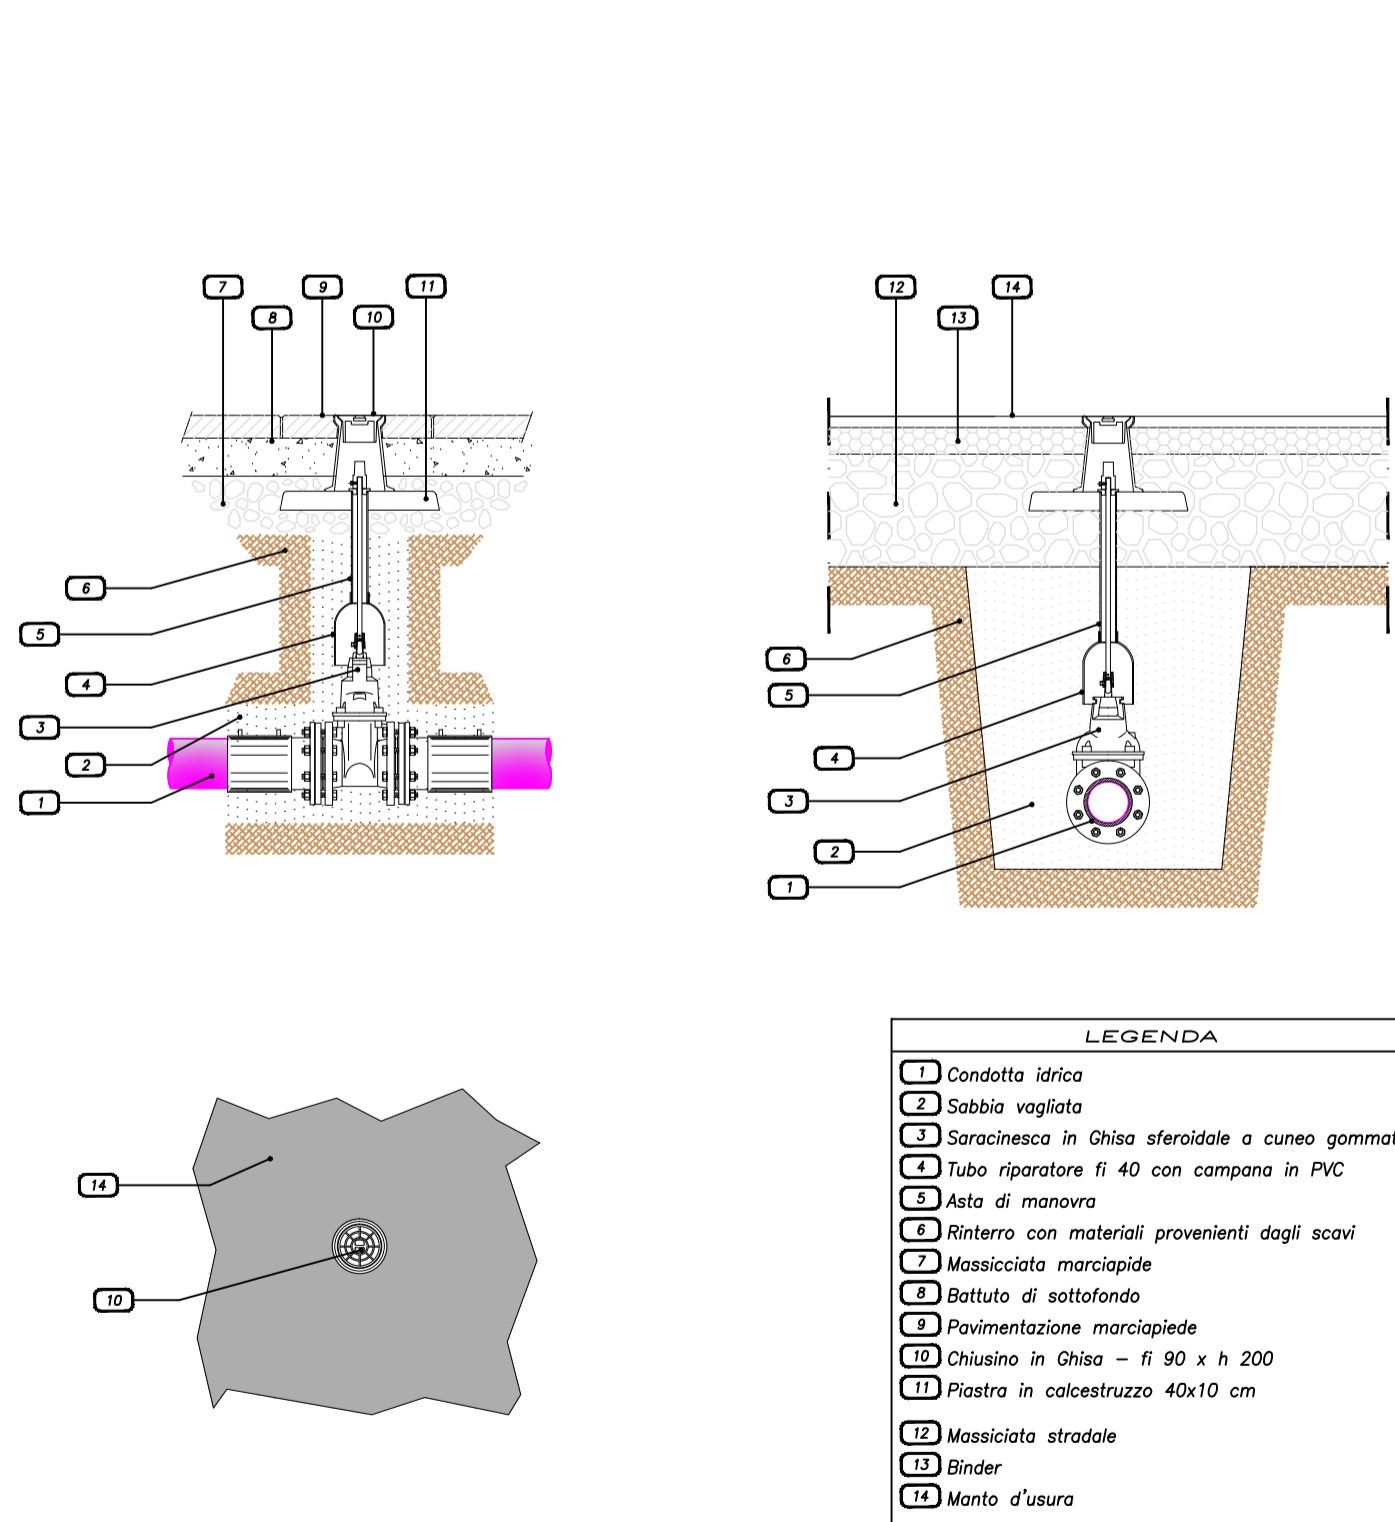 7
9
11
8
10
6
5
4
3
2
1
12
14
13
6
5
4
3
2
1
14
10
LEGENDA
1 Condotta idrica
2 Sabbia vagliata
3 Saracinesca in Ghisa sferoidale a cuneo gommat
4 Tubo riparatore fi 40 con campana in PVC
5 Asta di manovra
6 Rinterro con materiali provenienti dagli scavi
7 Massicciata marciapide
8 Battuto di sottofondo
9 Pavimentazione marciapiede
10 Chiusino in Ghisa – fi 90 x h 200
11 Piastra in calcestruzzo 40x10 cm
12 Massiciata stradale
13 Binder
14 Manto d'usura